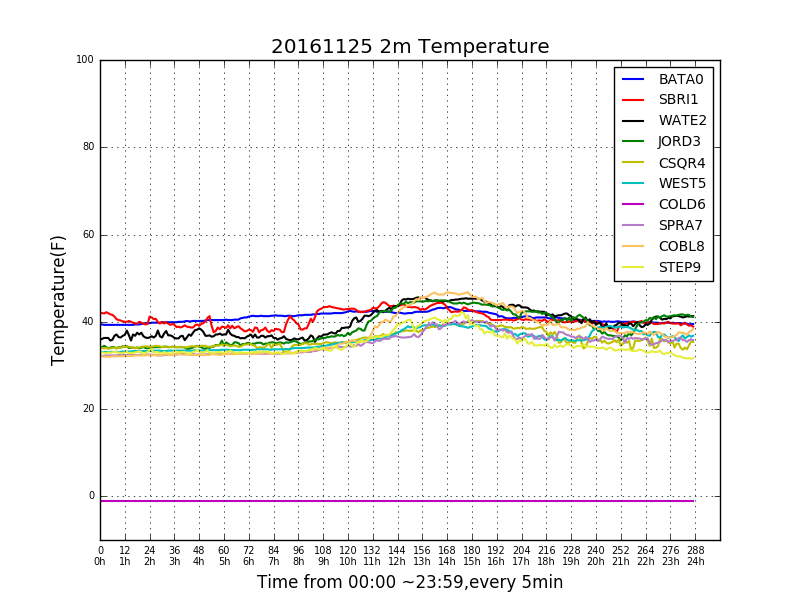 20161125 2m Temperature
100
80
60
40
20
0
Temperature(F)
BATA0
SBRI1
WATE2
JORD3
CSQR4
WEST5
COLD6
SPRA7
COBL8
STEP9
0 12 24 36 48 60 72 84 96 108 120 132 144 156 168 180 192 204 216 228 240 252 264 276 288
0h 1h 2h 3h 4h 5h 6h 7h 8h 9h 10h 11h 12h 13h 14h 15h 16h 17h 18h 19h 20h 21h 22h 23h 24h
Time from 00:00 ~23:59,every 5min